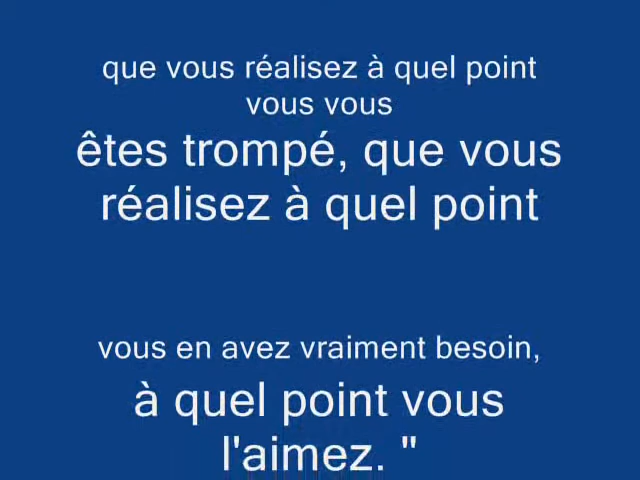 que vous réalisez à quel point
vous vous
êtes trompé, que vous
réalisez à quel point
vous en avez vraiment besoin,
à quel point vous
l'aimez. "